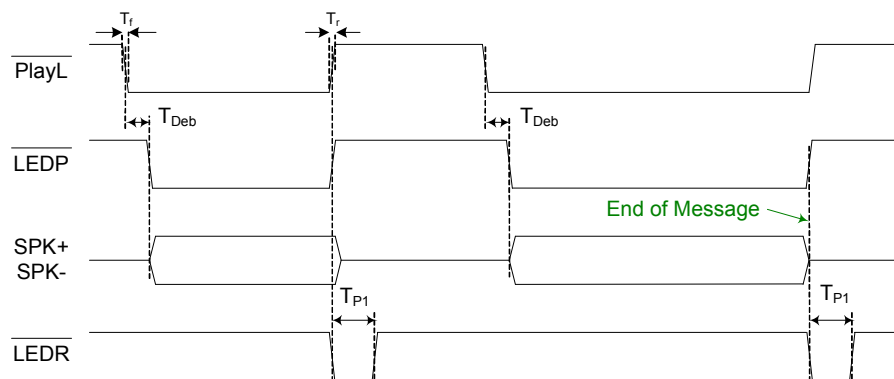 Tf Tr
PlayL
TDeb TDeb
LEDP
End of Message
SPK+
SPK-
TP1 TP1
LEDR